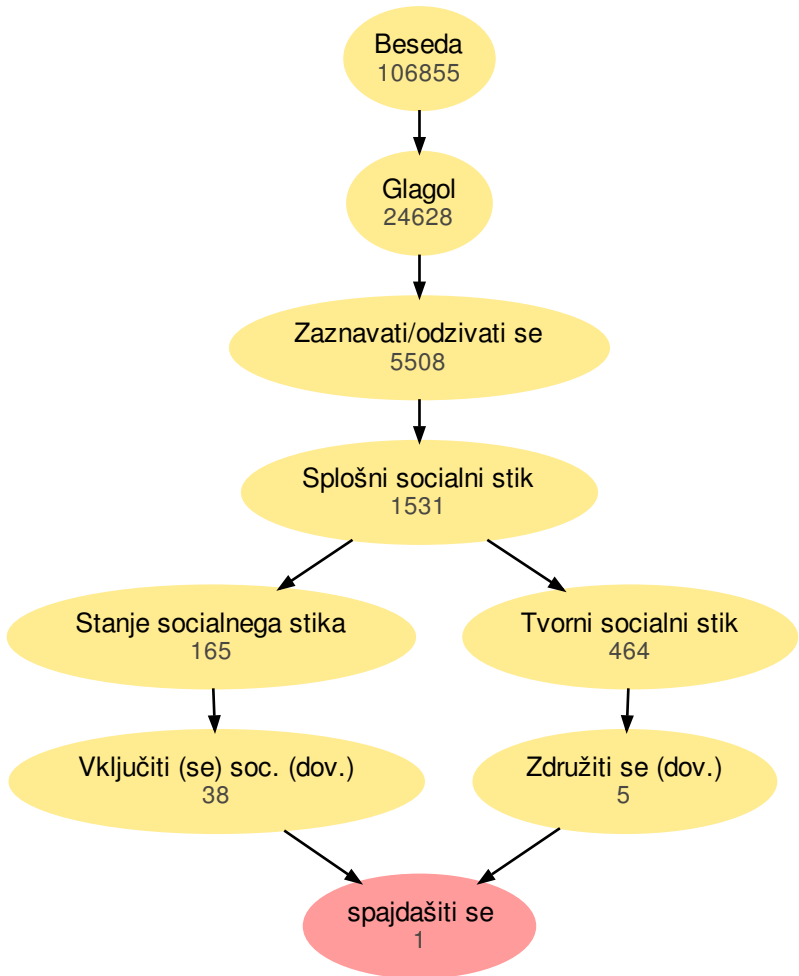 Beseda
106855
Glagol
24628
Zaznavati/odzivati se
5508
Splošni socialni stik
1531
Stanje socialnega stika
165
Tvorni socialni stik
464
Vključiti (se) soc. (dov.)
38
Združiti se (dov.)
5
spajdašiti se
1